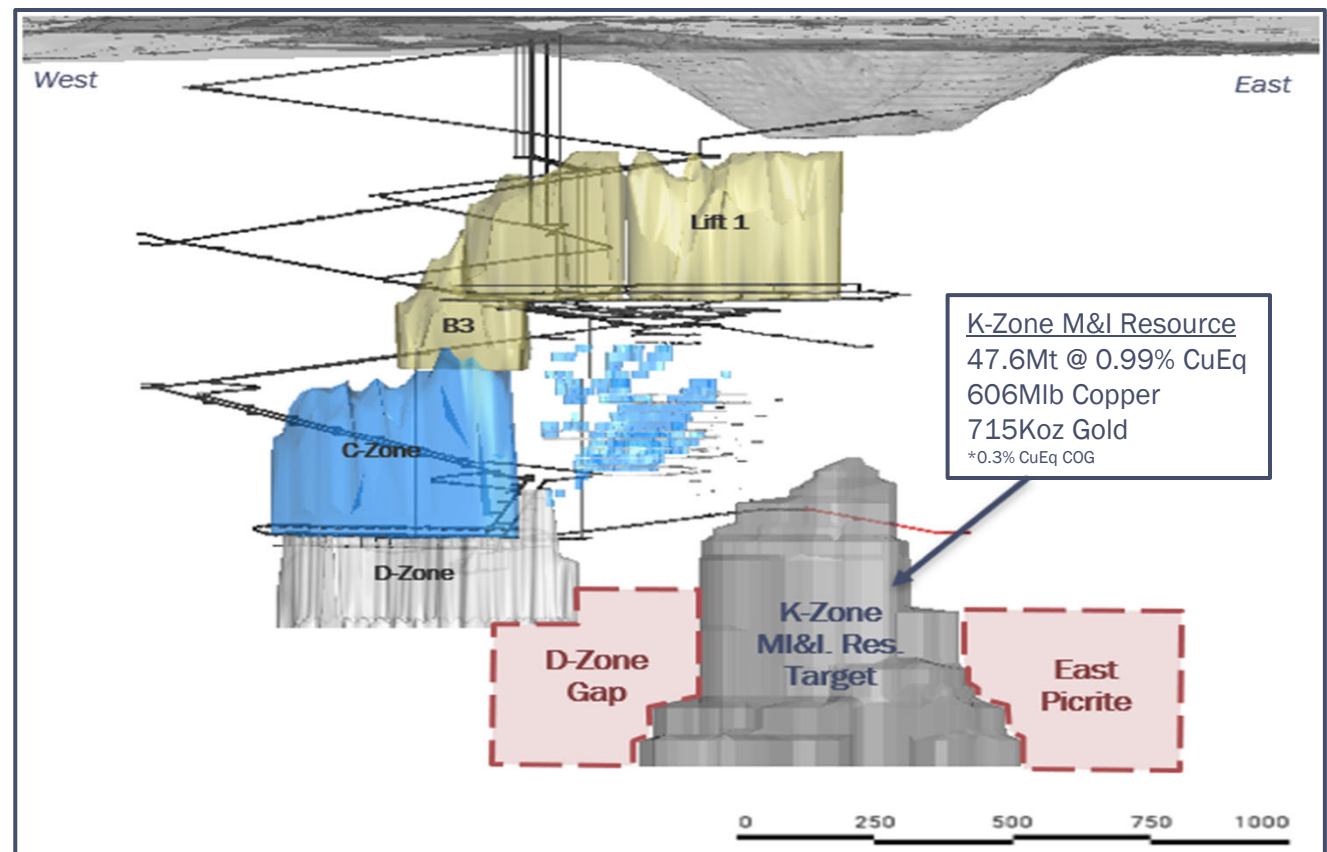 West
East
Lift 1
B3
K-Zone M&I Resource
47.6Mt @ 0.99% CuEq
606Mlb Copper
715Koz Gold
*0.3% CuEq COG
C-Zone
D-Zone
K-Zone
MI&I. Res.
Target
D-Zone
Gap
East
Picrite
0 250 500 750 1000